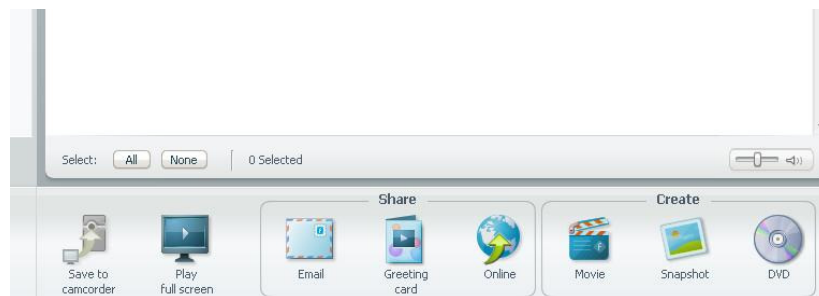 Select: All None 0 Selected
Share Create
Save to camcorder
Play full screen
Email
Greeting card
Online
Movie
Snapshot
DVD